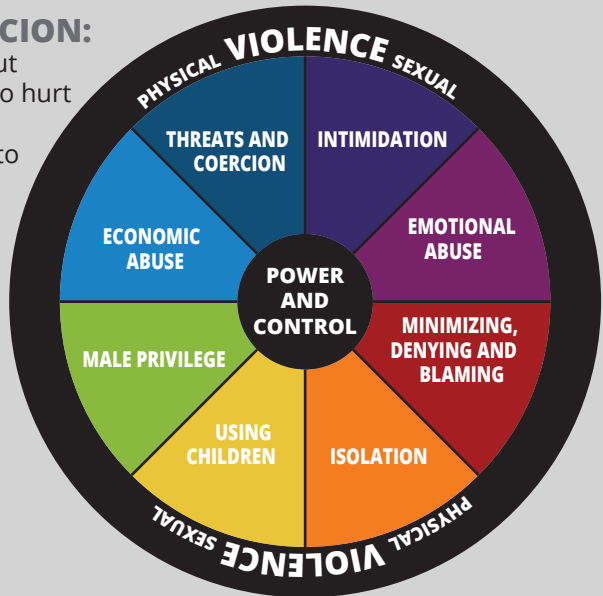 CION:
ut
o hurt
to
PHYSICAL VIOLENCE SEXUAL
THREATS AND
COERCION
INTIMIDATION
ECONOMIC
ABUSE
EMOTIONAL
ABUSE
POWER
AND
CONTROL
MALE PRIVILEGE
MINIMIZING,
DENYING AND
BLAMING
USING
CHILDREN
ISOLATION
PHYSICAL VIOLENCE SEXUAL